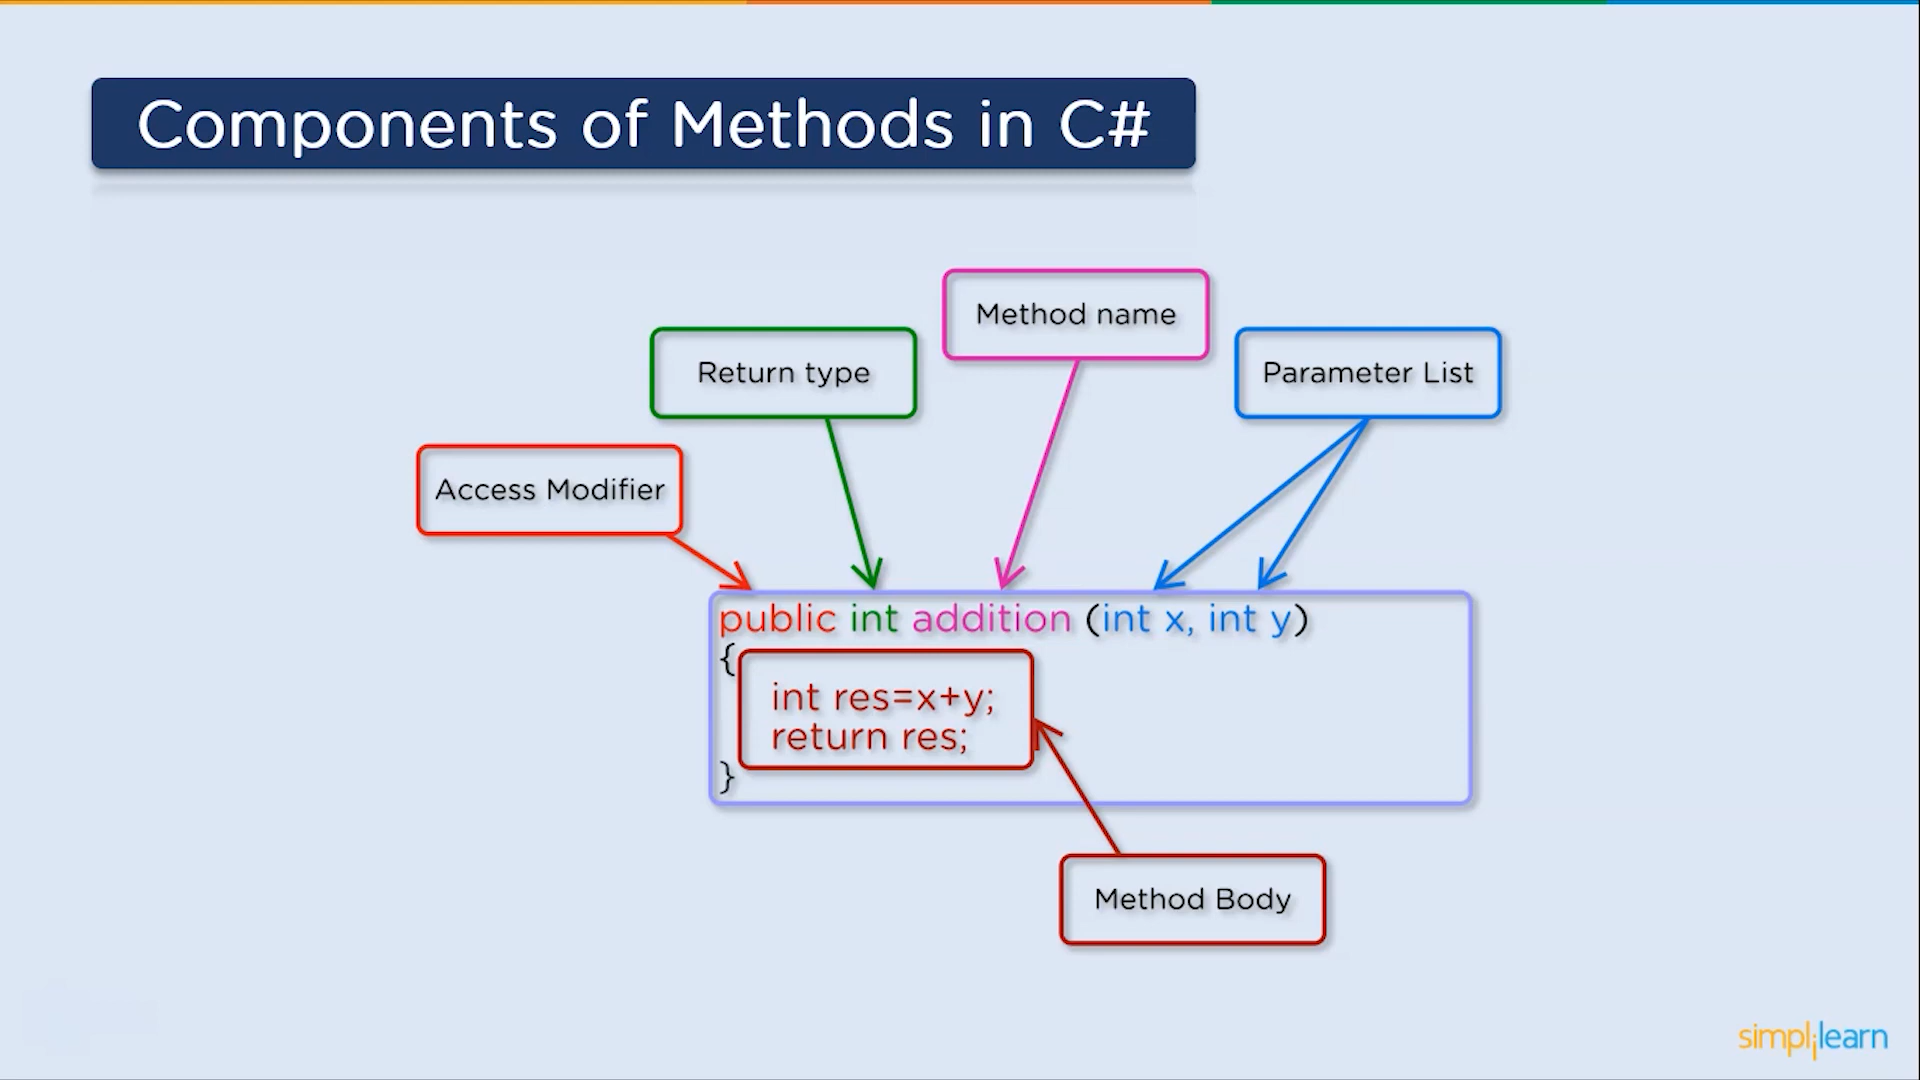 Components of Methods in C#
Method name
Return type
Parameter List
Access Modifier
public int addition (int x, int y)
{
int res=x+y;
return res;
}
Method Body
simplilearn